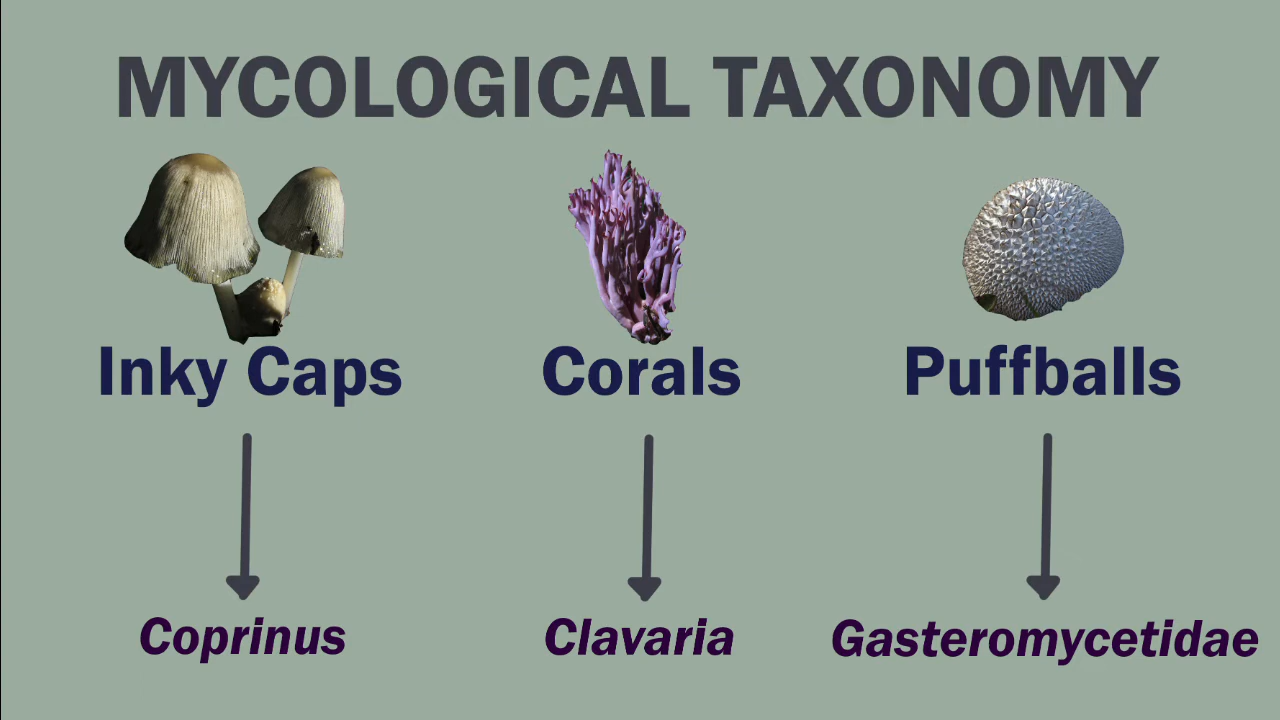 MYCOLOGICAL TAXONOMY
Inky Caps
Corals
Puffballs
Coprinus
Clavaria
Gasteromycetidae